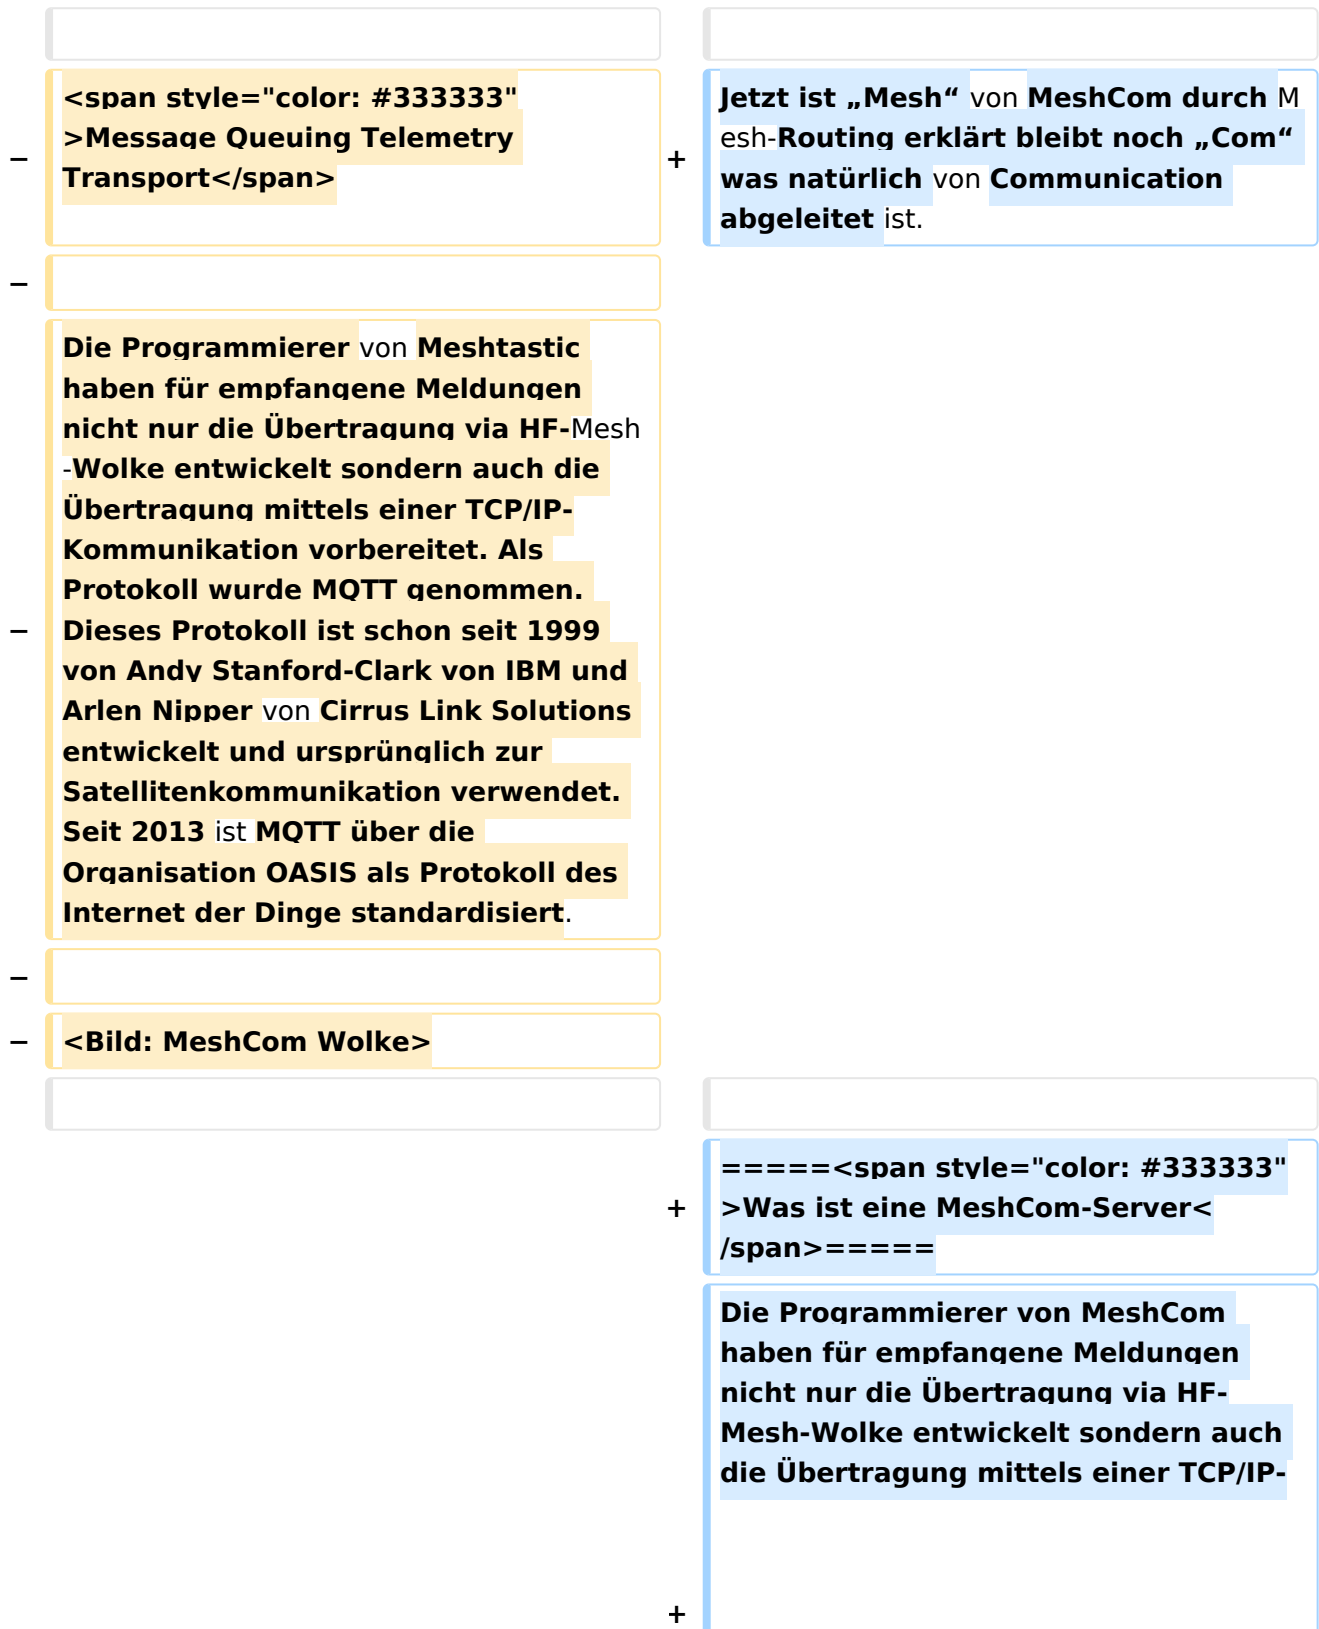 <span style="color: #333333"
>Message Queuing Telemetry
− Transport</span>
+ Jetzt ist „Mesh“ von MeshCom durch M
esh-Routing erklärt bleibt noch „Com“
was natürlich von Communication
abgeleitet ist.
−
− Die Programmierer von Meshtastic
haben für empfangene Meldungen
nicht nur die Übertragung via HF-Mesh
-Wolke entwickelt sondern auch die
Übertragung mittels einer TCP/IP-
Kommunikation vorbereitet. Als
Protokoll wurde MQTT genommen.
Dieses Protokoll ist schon seit 1999
von Andy Stanford-Clark von IBM und
Arlen Nipper von Cirrus Link Solutions
entwickelt und ursprünglich zur
Satellitenkommunikation verwendet.
Seit 2013 ist MQTT über die
Organisation OASIS als Protokoll des
Internet der Dinge standardisiert.
−
− <Bild: MeshCom Wolke>
+ =====<span style="color: #333333"
>Was ist eine MeshCom-Server<
/span>=====
Die Programmierer von MeshCom
haben für empfangene Meldungen
nicht nur die Übertragung via HF-
Mesh-Wolke entwickelt sondern auch
die Übertragung mittels einer TCP/IP-
+